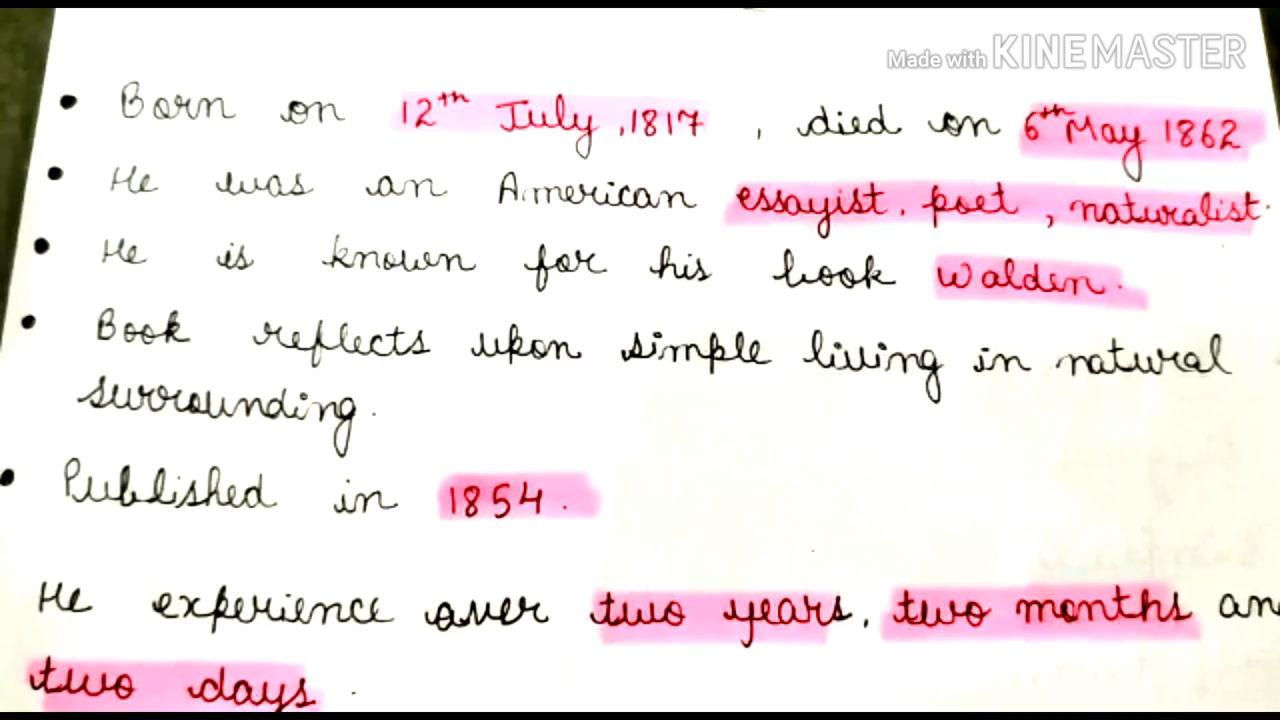 Made with KINEMASTER
• Born on 12th July, 1817, died on 6th May 1862
• He was an American essayist, poet, naturalist.
• He is known for his book Walden.
• Book reflects upon simple living in natural
surrounding.
• Published in 1854.
He experience over two years, two months an
two days.